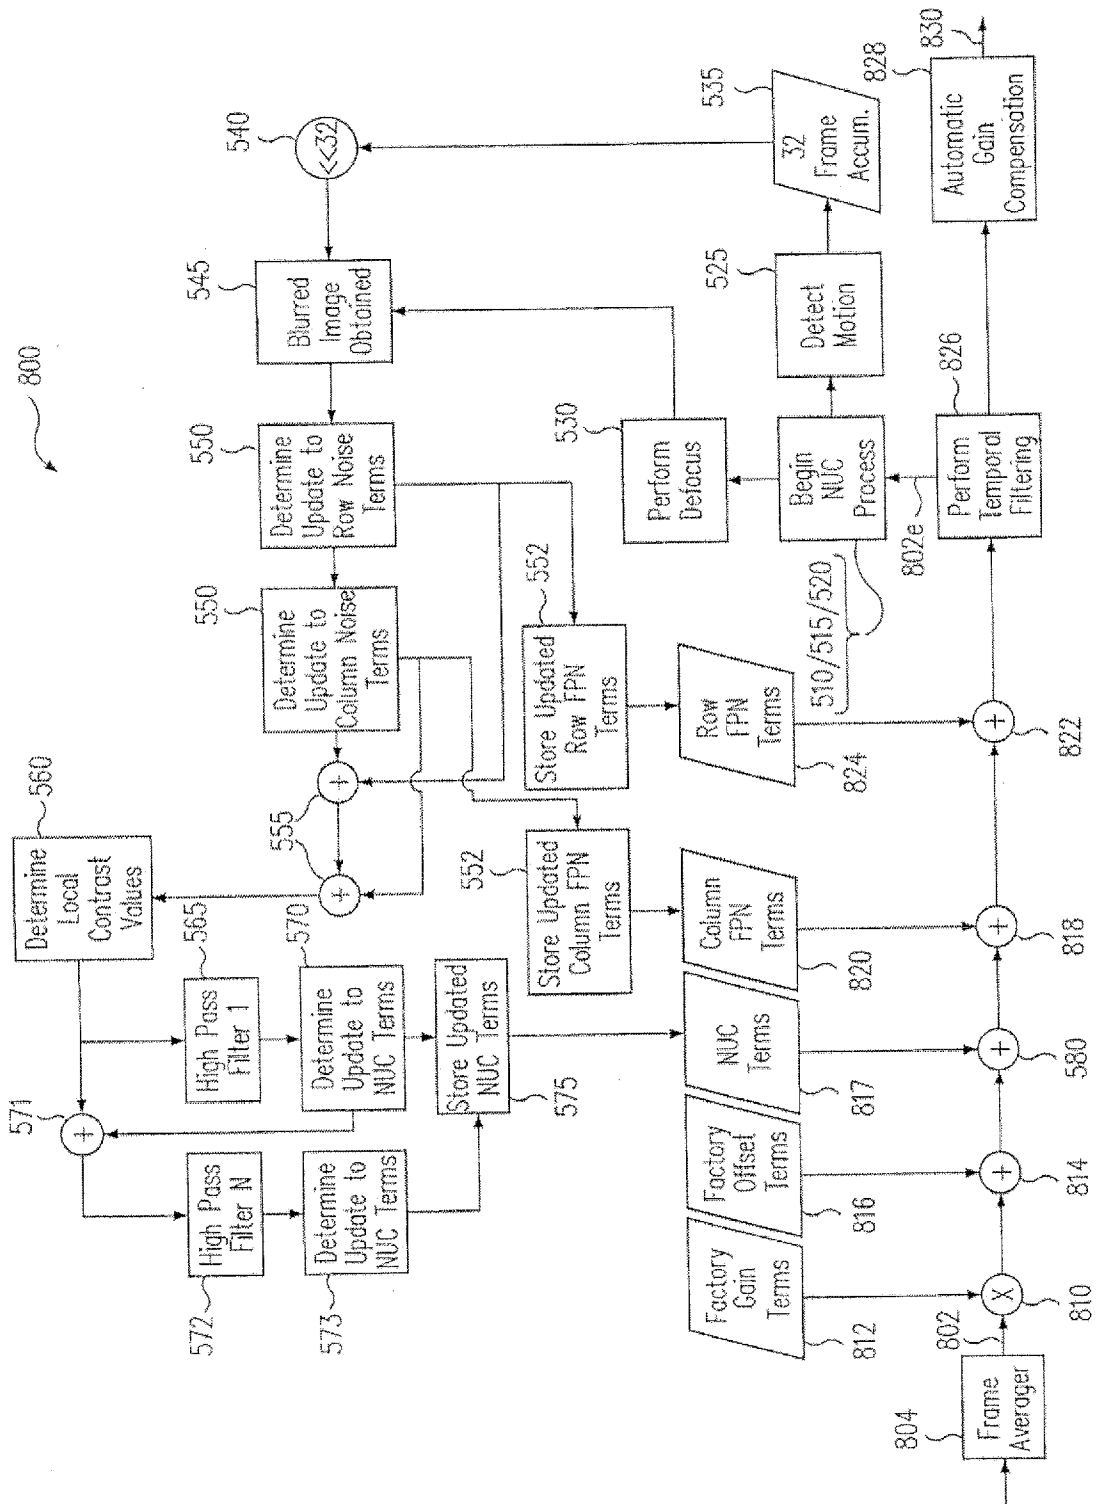 800
560
Determine
Local
Contrast
Values
571
+
565
High Pass
Filter 1
570
Determine
Update to
NUC Terms
572
High Pass
Filter N
573
Determine
Update to
NUC Terms
Store Updated
NUC Terms
575
555
+
+
550
Determine
Update to
Column Noise
Terms
550
Determine
Update to
Row Noise
Terms
545
Blurred
Image
Obtained
540
<<32
552
Store Updated
Column FPN
Terms
552
Store Updated
Row FPN
Terms
530
Perform
Defocus
510/515/520
Begin
NUC
Process
525
Detect
Motion
535
32
Frame
Accum.
Factory
Gain
Terms
812
Factory
Offset
Terms
816
NUC
Terms
817
Column
FPN
Terms
820
Row
FPN
Terms
824
804
Frame
Averager
802
X
810
+
814
+
580
+
818
+
822
802e
826
Perform
Temporal
Filtering
828
Automatic
Gain
Compensation
830